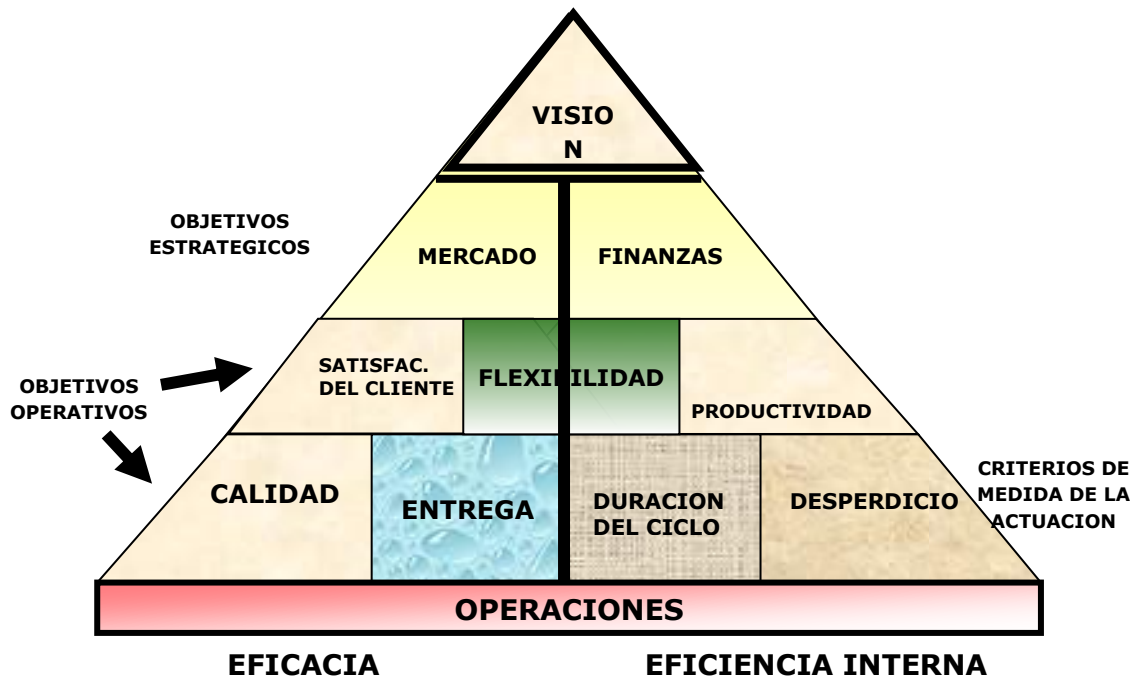 VISIO
N
OBJETIVOS
ESTRATEGICOS
MERCADO
FINANZAS
SATISFAC.
DEL CLIENTE
FLEXIBILIDAD
PRODUCTIVIDAD
OBJETIVOS
OPERATIVOS
CALIDAD
ENTREGA
DURACION
DEL CICLO
DESPERDICIO
CRITERIOS DE
MEDIDA DE LA
ACTUACION
OPERACIONES
EFICACIA
EFICIENCIA INTERNA